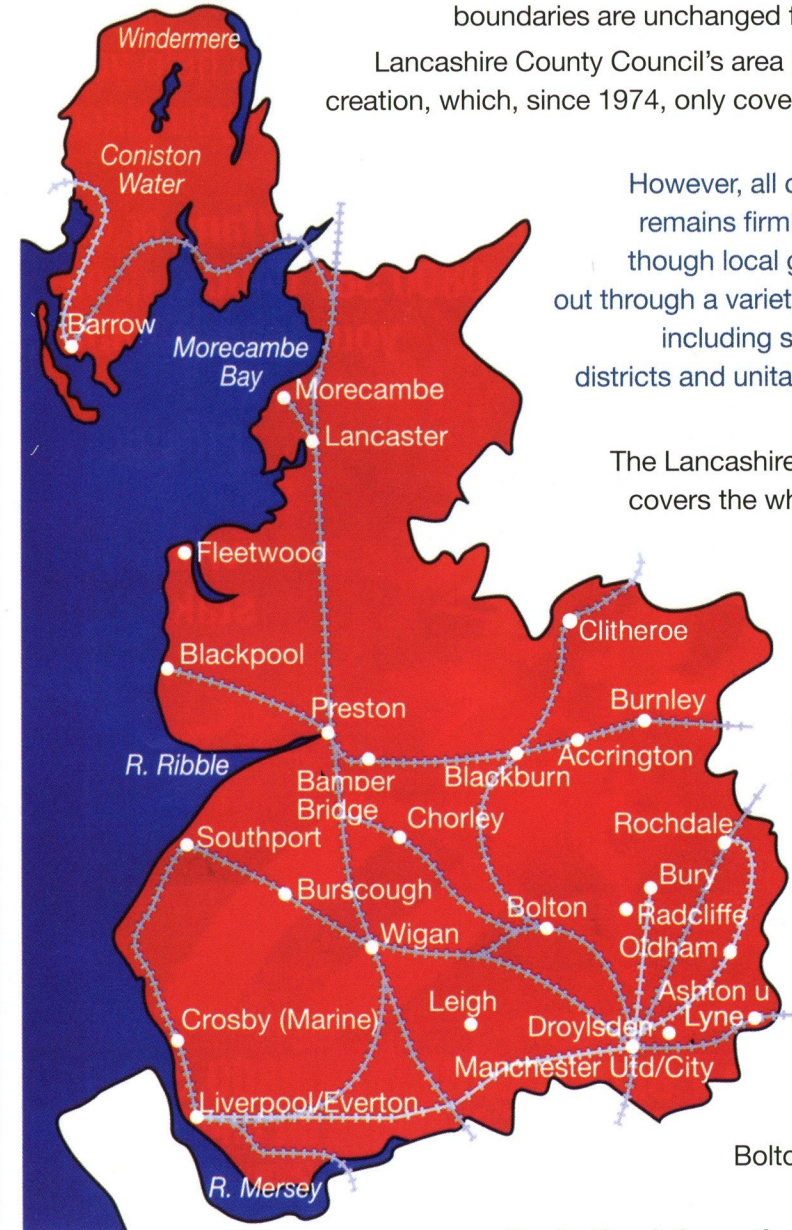 boundaries are unchanged f
Lancashire County Council's area
creation, which, since 1974, only cove
However, all
remains firm
though local
out through a variet
including s
districts and unita
The Lancashire
covers the wh
Windermere
Coniston
Water
Barrow
Morecambe
Bay
Morecambe
Lancaster
Fleetwood
Blackpool
Clitheroe
Preston
Burnley
R. Ribble
Bamber
Bridge
Blackburn
Accrington
Chorley
Rochdale
Southport
Burscough
Bury
Radcliffe
Bolton
Wigan
Oldham
Leigh
Ashton u
Lyne
Crosby (Marine)
Droylsden
Manchester Utd/City
Liverpool/Everton
R. Mersey
Bolto